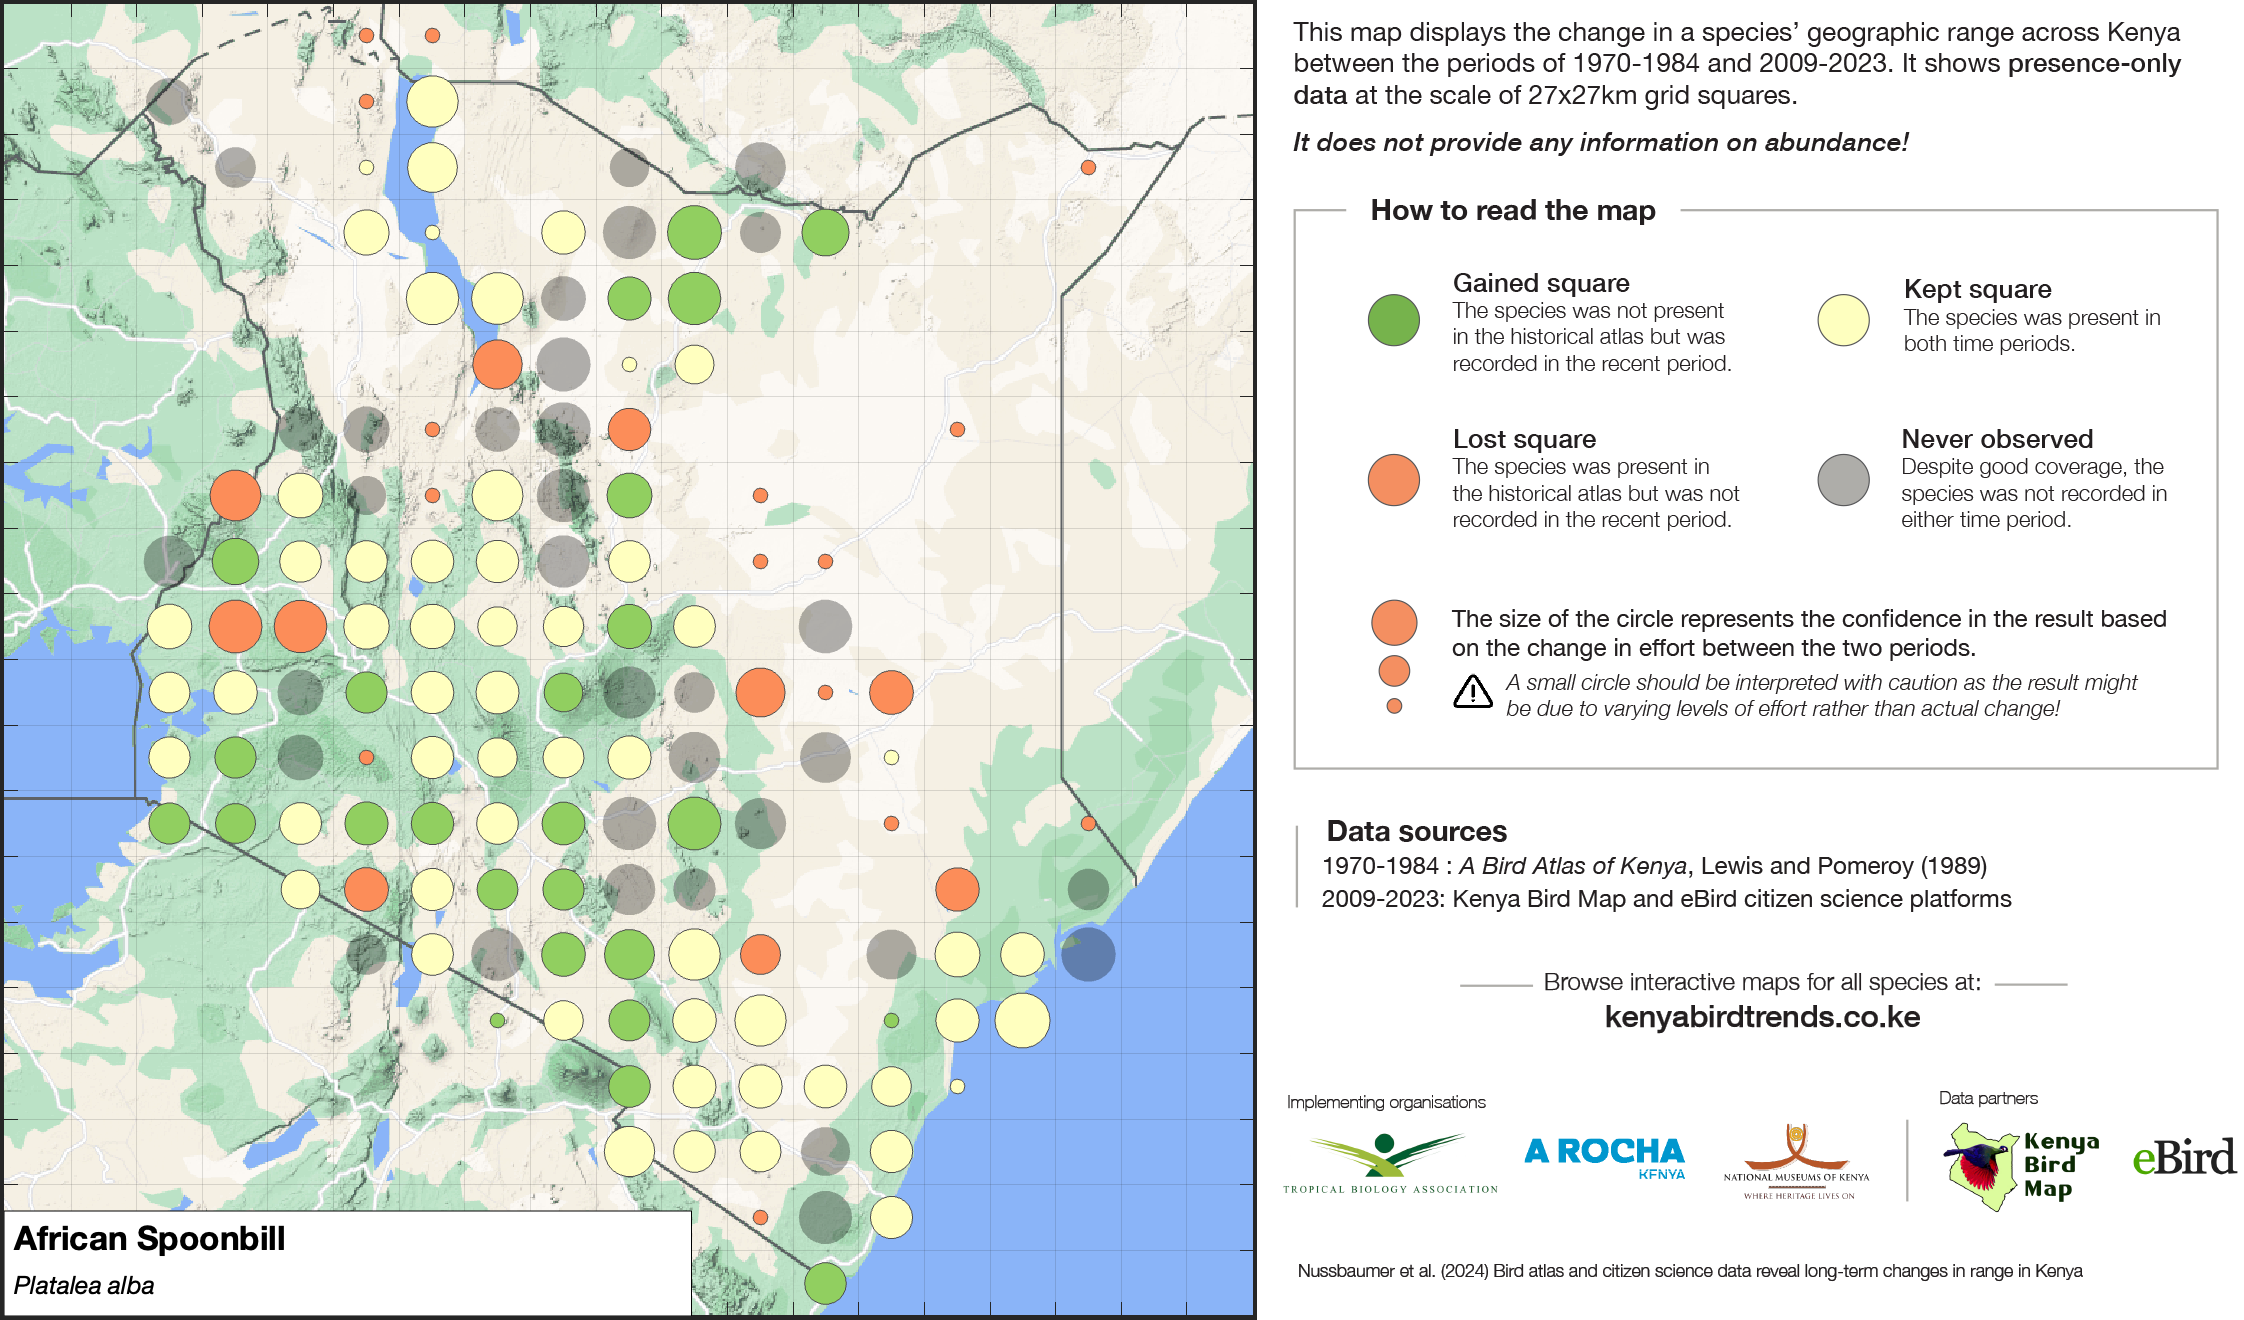 This map displays the change in a species’ geographic range across Kenya
between the periods of 1970-1984 and 2009-2023. It shows presence-only
data at the scale of 27x27km grid squares.
It does not provide any information on abundance!
How to read the map
Gained square
The species was not present
in the historical atlas but was
recorded in the recent period.
Kept square
The species was present in
both time periods.
Lost square
The species was present in
the historical atlas but was not
recorded in the recent period.
Never observed
Despite good coverage, the
species was not recorded in
either time period.
The size of the circle represents the confidence in the result based
on the change in effort between the two periods.
A small circle should be interpreted with caution as the result might
be due to varying levels of effort rather than actual change!
Data sources
1970-1984 : A Bird Atlas of Kenya, Lewis and Pomeroy (1989)
2009-2023: Kenya Bird Map and eBird citizen science platforms
Browse interactive maps for all species at:
kenyabirdtrends.co.ke
Implementing organisations
Data partners
TROPICAL BIOLOGY ASSOCIATION
A ROCHA
KENYA
NATIONAL MUSEUMS OF KENYA
WHERE HERITAGE LIVES ON
Kenya
Bird
Map
eBird
Nussbaumer et al. (2024) Bird atlas and citizen science data reveal long-term changes in range in Kenya
African Spoonbill
Platalea alba